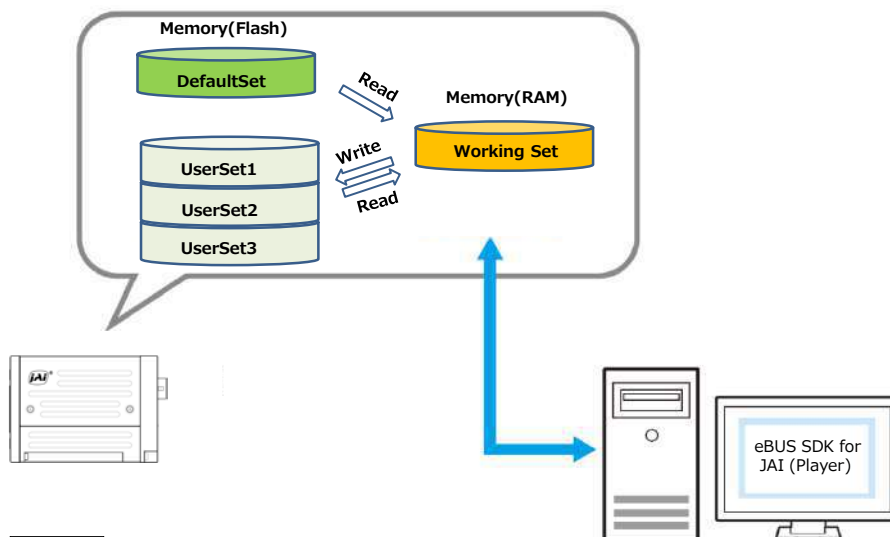 Memory(Flash)
DefaultSet
Read
Memory(RAM)
Working Set
Write
Read
UserSet1
UserSet2
UserSet3
JAI
eBUS SDK for
JAI (Player)